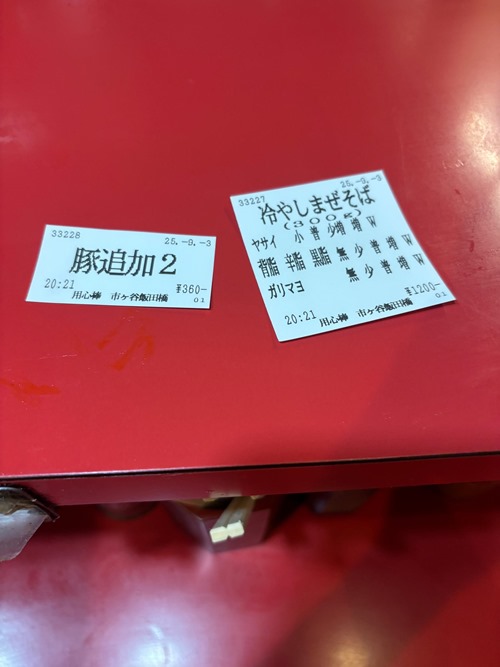 33228
25.-9.-3
豚追加2
20:21
¥360-
01
用心棒 市ヶ谷飯田橋
33227
25.-9.-3
冷やしまぜそば
(300g)
ヤサイ 小 普 少増 増 W
背脂 辛脂 黒脂 無 少 普 増 W
ガリマヨ 無 少 普 増 W
¥1200-
01
20:21
用心棒 市ヶ谷飯田橋